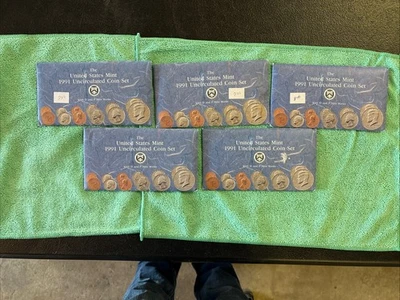 The
United States Mint
1991 Uncirculated Coin Set
The
United States Mint
1991 Uncirculated Coin Set
The
United States Mint
1991 Uncirculated Coin Set
The
United States Mint
1991 Uncirculated Coin Set
The
United States Mint
1991 Uncirculated Coin Set